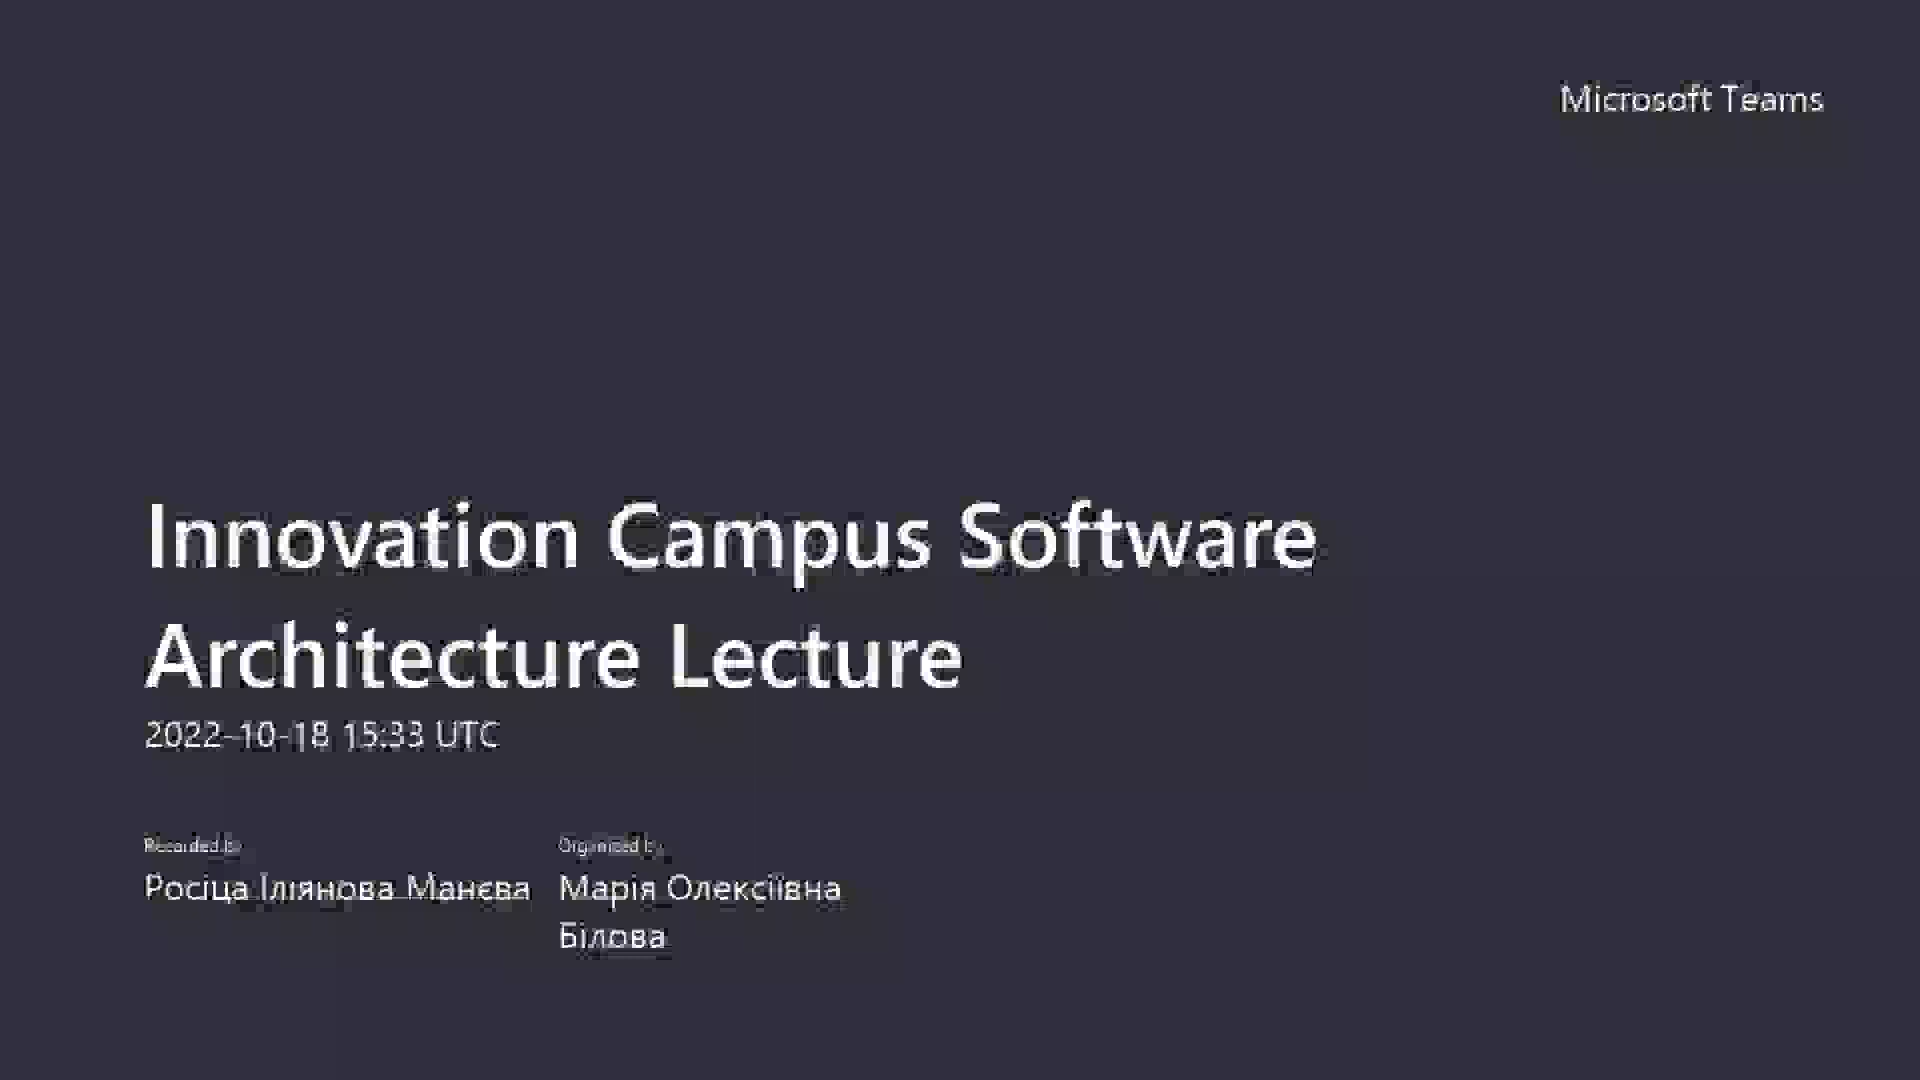 Microsoft Teams
Innovation Campus Software
Architecture Lecture
2022-10-18 15:33 UTC
Recorded by
Organized by
Росіца Іліянова Манєва
Марія Олексіївна
Білова